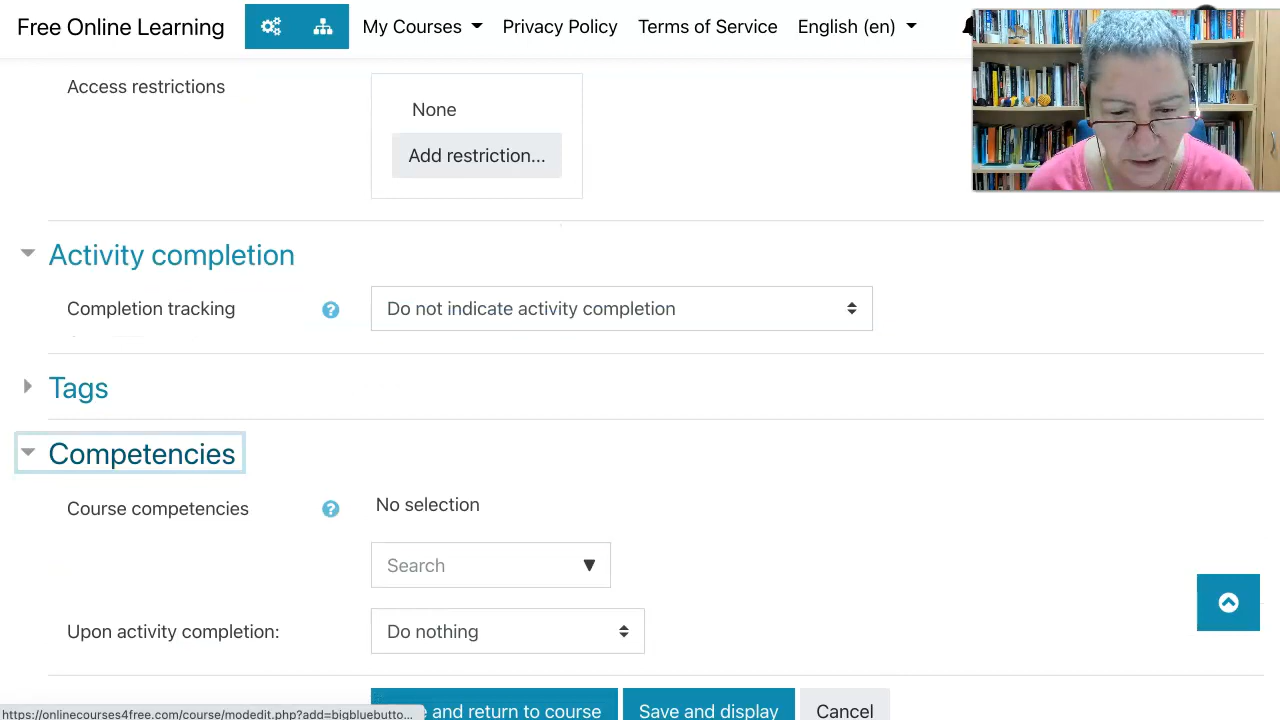 Free Online Learning My Courses Privacy Policy Terms of Service English (en)
Access restrictions
None
Add restriction...
Activity completion
Completion tracking ? Do not indicate activity completion
Tags
Competencies
Course competencies ? No selection
Search
Upon activity completion: Do nothing
and return to course Save and display Cancel
https://onlinecourses4free.com/course/modedit.php?add=bigbluebutto...